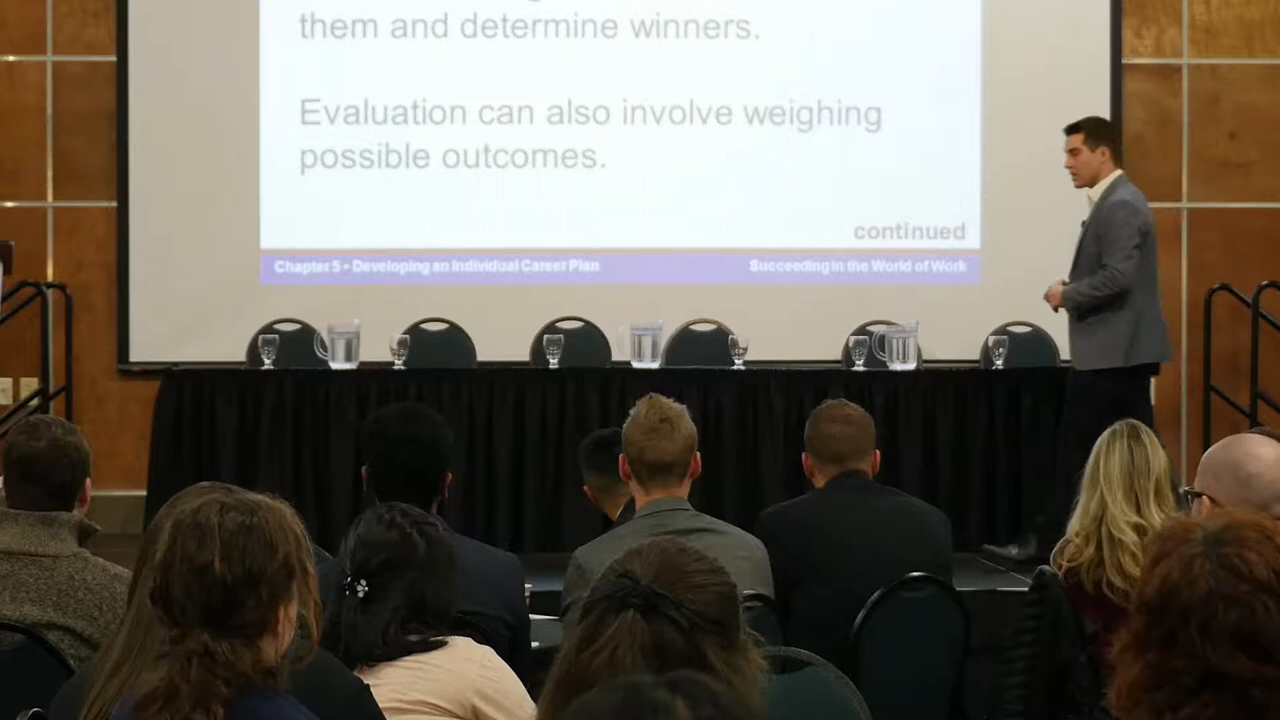 them and determine winners.
Evaluation can also involve weighing
possible outcomes.
continued
Chapter 5 • Developing an Individual Career Plan
Succeeding in the World of Work